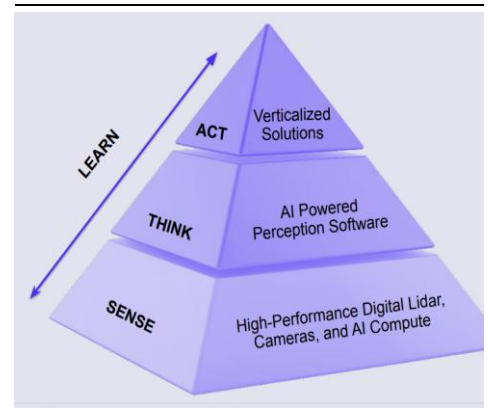 LEARN
ACT
Verticalized
Solutions
THINK
AI Powered
Perception Software
SENSE
High-Performance Digital Lidar,
Cameras, and AI Compute